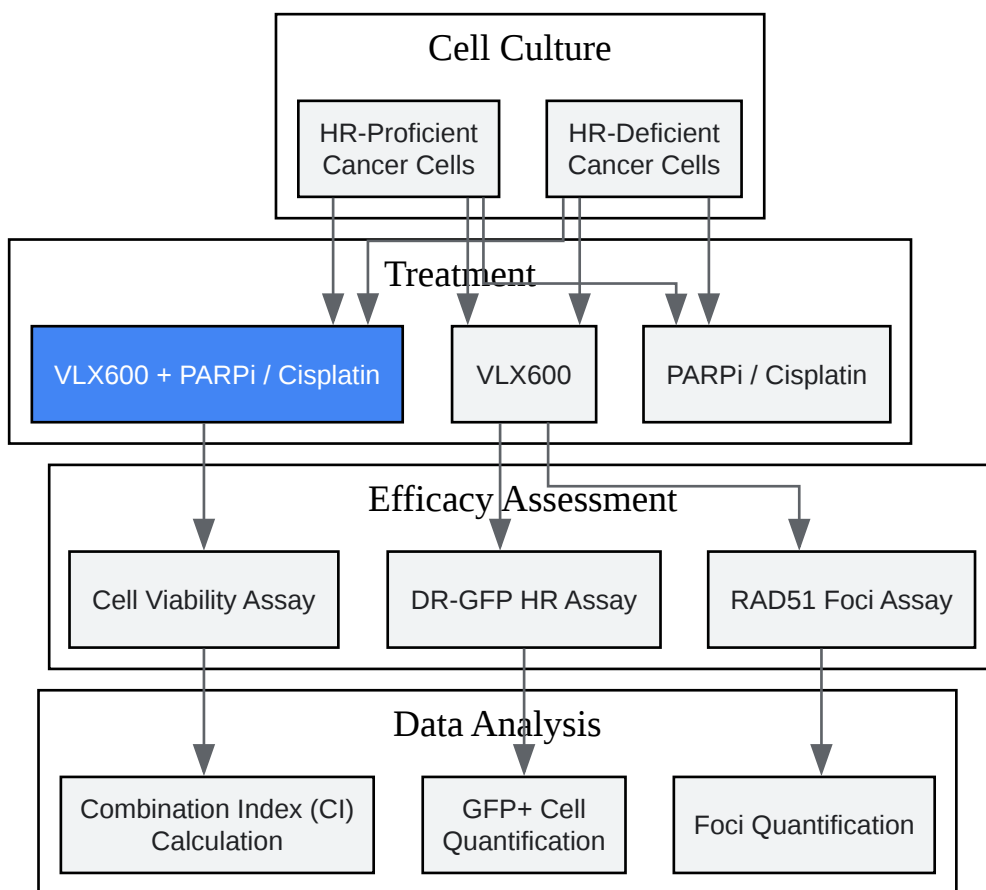 Cell Culture
HR-Proficient
Cancer Cells
HR-Deficient
Cancer Cells
Treatment
VLX600 + PARPi / Cisplatin
VLX600
PARPi / Cisplatin
Efficacy Assessment
Cell Viability Assay
DR-GFP HR Assay
RAD51 Foci Assay
Data Analysis
Combination Index (CI)
Calculation
GFP+ Cell
Quantification
Foci Quantification